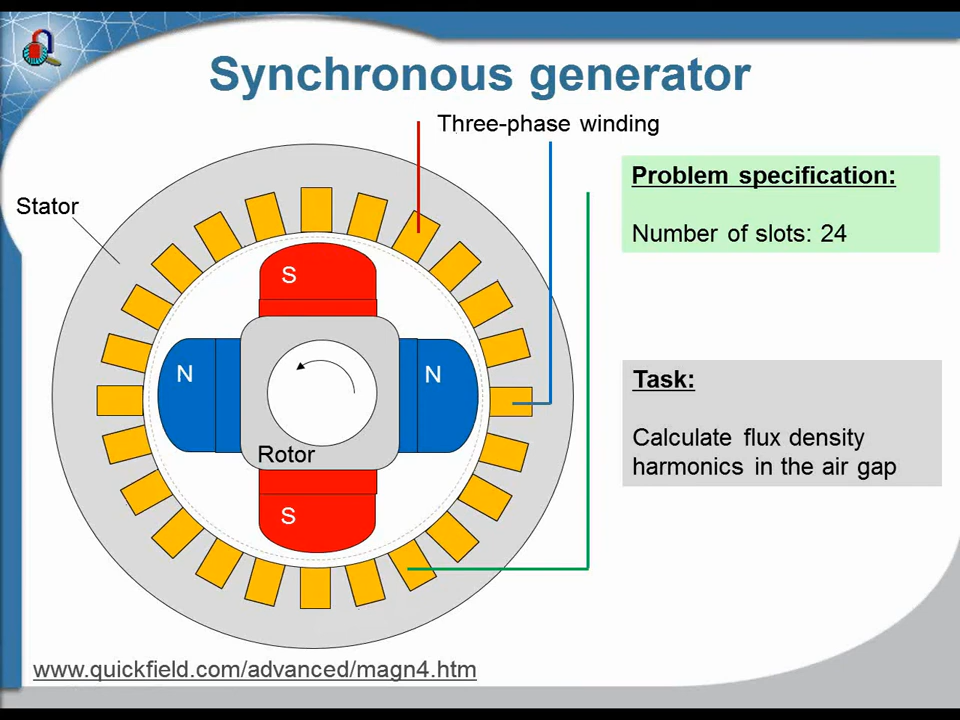 Synchronous generator
Three-phase winding
Stator
Problem specification:
Number of slots: 24
S
N
N
Rotor
S
Task:
Calculate flux density
harmonics in the air gap
www.quickfield.com/advanced/magn4.htm